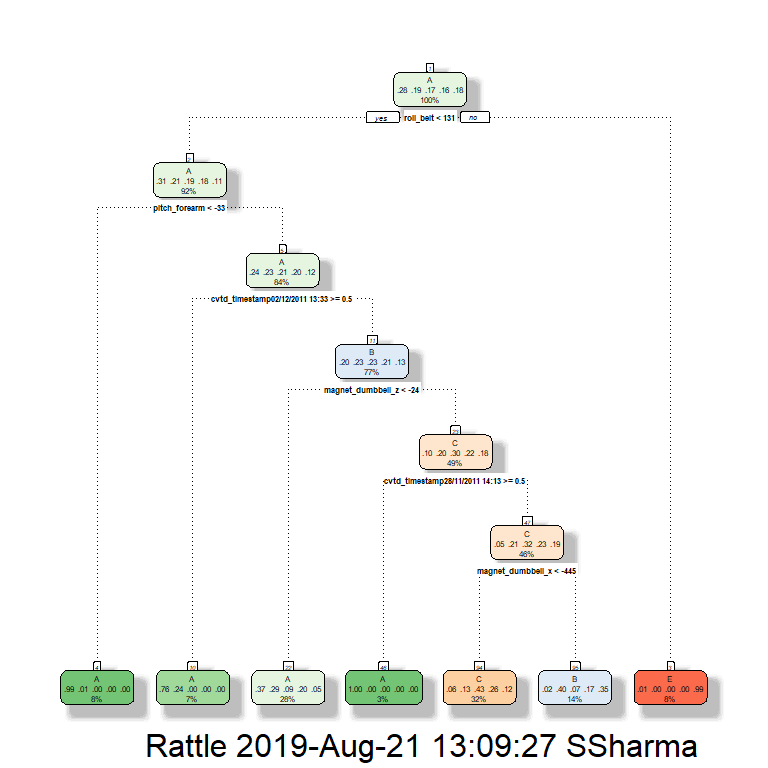 1
A
.28 .19 .17 .16 .18
100%
yes roll_belt < 131 no
2
A
.31 .21 .19 .18 .11
92%
pitch_forearm < -33
5
A
.24 .23 .21 .20 .12
84%
cvtd_timestamp02/12/2011 13:33 >= 0.5
11
B
.20 .23 .23 .21 .13
77%
magnet_dumbbell_z < -24
23
C
.10 .20 .30 .22 .18
49%
cvtd_timestamp28/11/2011 14:13 >= 0.5
47
C
.05 .21 .32 .23 .19
46%
magnet_dumbbell_x < -445
4
A
.99 .01 .00 .00 .00
8%
10
A
.76 .24 .00 .00 .00
7%
22
A
.37 .29 .09 .20 .05
28%
46
A
1.00 .00 .00 .00 .00
3%
94
C
.06 .13 .43 .26 .12
32%
95
B
.02 .40 .07 .17 .35
14%
3
E
.01 .00 .00 .00 .99
8%
Rattle 2019-Aug-21 13:09:27 SSharma